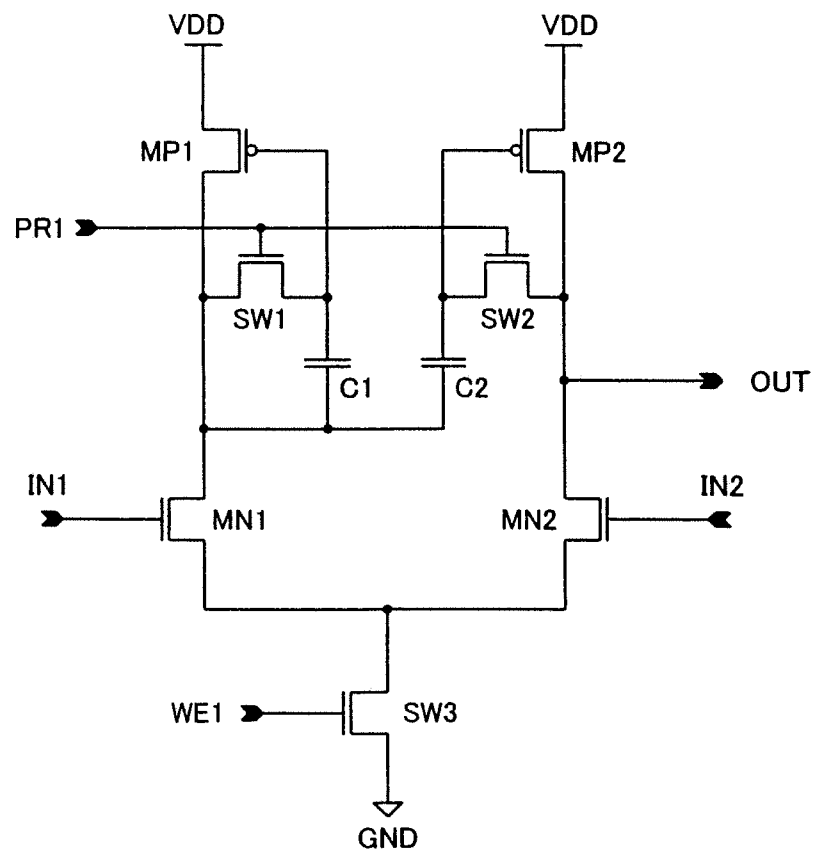 VDD
VDD
MP1
MP2
PR1
SW1
SW2
C1
C2
OUT
IN1
IN2
MN1
MN2
WE1
SW3
GND